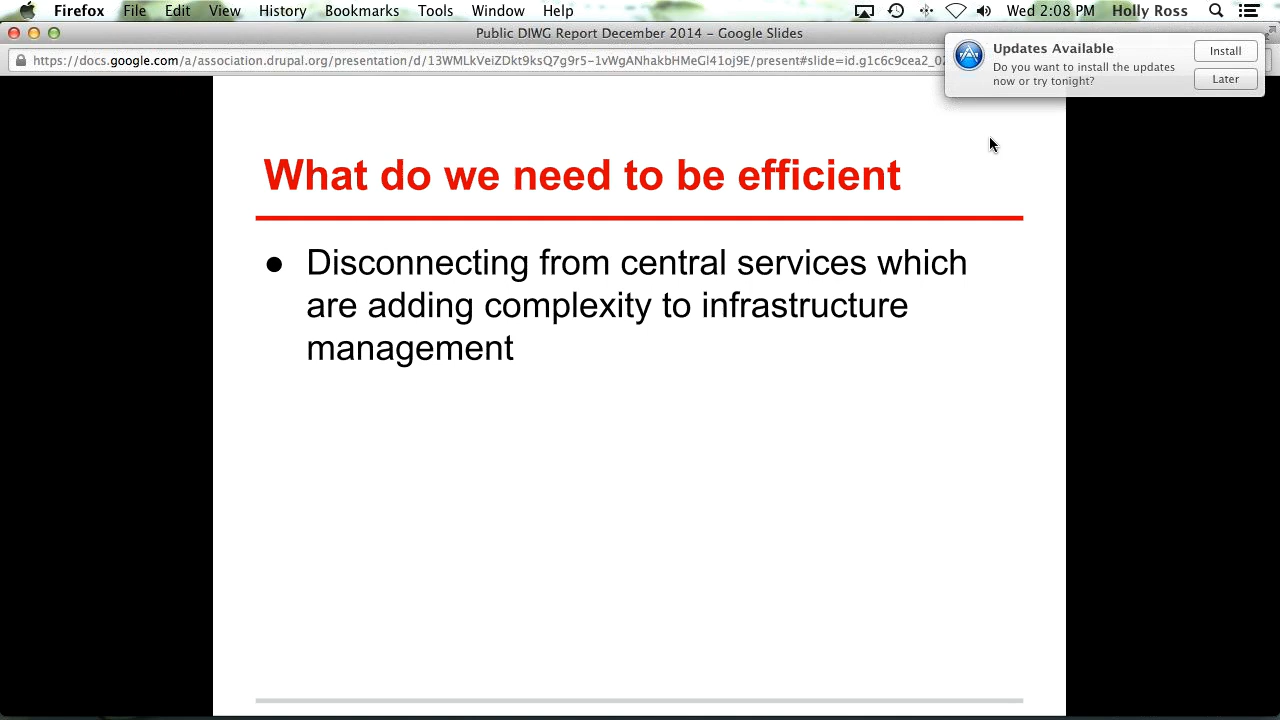 Firefox File Edit View History Bookmarks Tools Window Help Wed 2:08 PM Holly Ross
Public DIWG Report December 2014 – Google Slides
https://docs.google.com/a/association.drupal.org/presentation/d/13WMLkVeiZDkt9ksQ7g9r5-1vWgANhakbHMeGl41oj9E/present#slide=id.g1c6c9cea2_0
Updates Available
Install
Do you want to install the updates
now or try tonight?
Later
What do we need to be efficient
● Disconnecting from central services which
are adding complexity to infrastructure
management